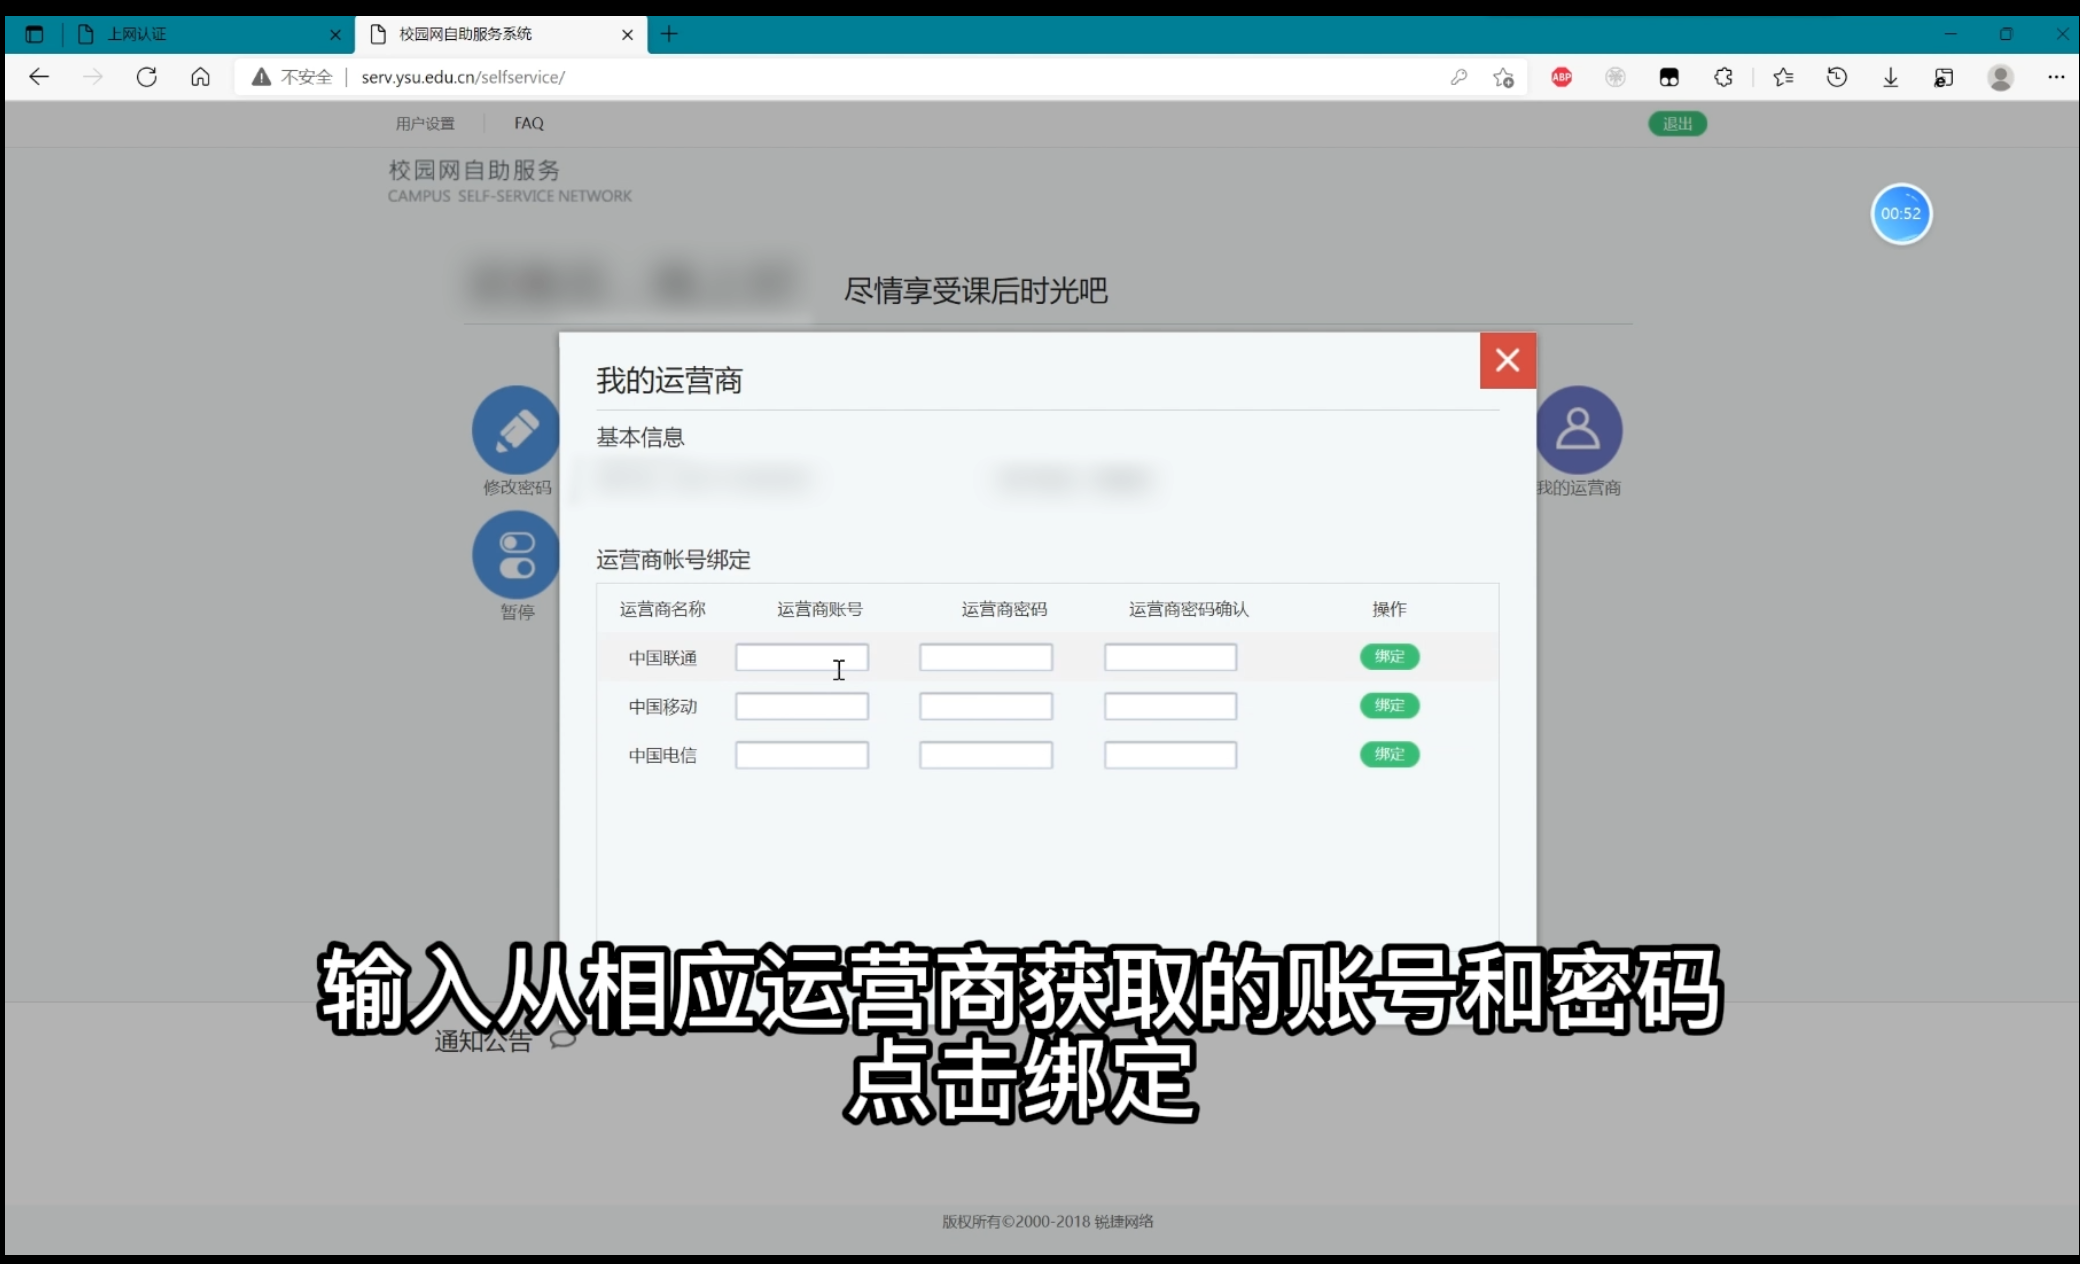 上网认证
校园网自助服务系统
不安全 | serv.ysu.edu.cn/selfservice/
ABP
用户设置 FAQ 退出
校园网自助服务
CAMPUS SELF-SERVICE NETWORK
00:52
尽情享受课后时光吧
我的运营商
基本信息
修改密码
我的运营商
运营商帐号绑定
暂停
运营商名称 运营商账号 运营商密码 运营商密码确认 操作
中国联通 绑定
中国移动 绑定
中国电信 绑定
输入从相应运营商获取的账号和密码
通知公告
点击绑定
版权所有©2000-2018 锐捷网络